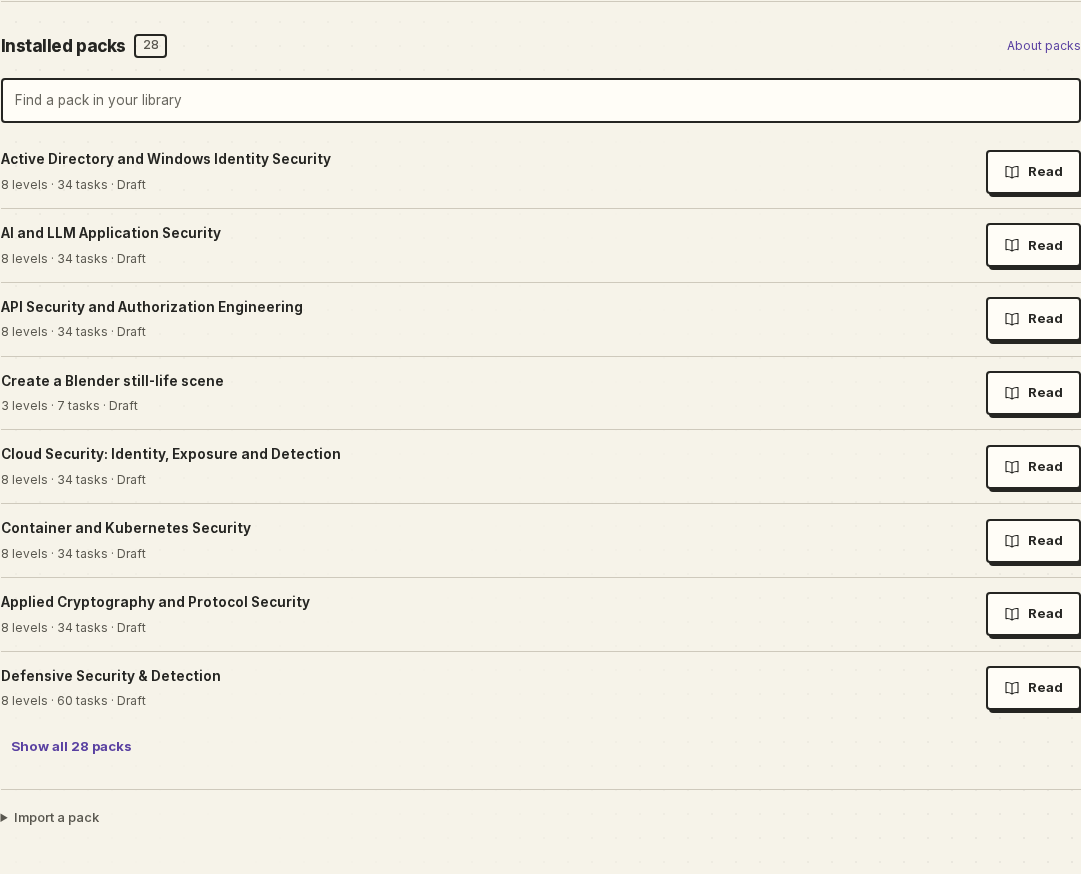 Installed packs 28
About packs
Find a pack in your library
Active Directory and Windows Identity Security
8 levels · 34 tasks · Draft
Read
AI and LLM Application Security
8 levels · 34 tasks · Draft
Read
API Security and Authorization Engineering
8 levels · 34 tasks · Draft
Read
Create a Blender still-life scene
3 levels · 7 tasks · Draft
Read
Cloud Security: Identity, Exposure and Detection
8 levels · 34 tasks · Draft
Read
Container and Kubernetes Security
8 levels · 34 tasks · Draft
Read
Applied Cryptography and Protocol Security
8 levels · 34 tasks · Draft
Read
Defensive Security & Detection
8 levels · 60 tasks · Draft
Read
Show all 28 packs
Import a pack